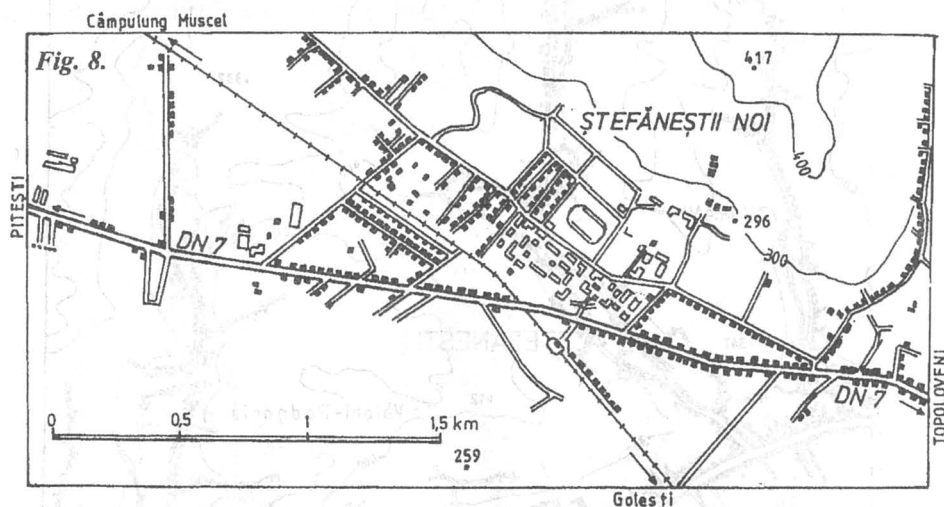 Câmpulung Muscel
Fig. 8.
417
ȘTEFĂNEȘTII NOI
400
PITEȘTI
296
DN 7
300
TOPOLOVENI
DN 7
0 0,5 1 1,5 km
259
Golești